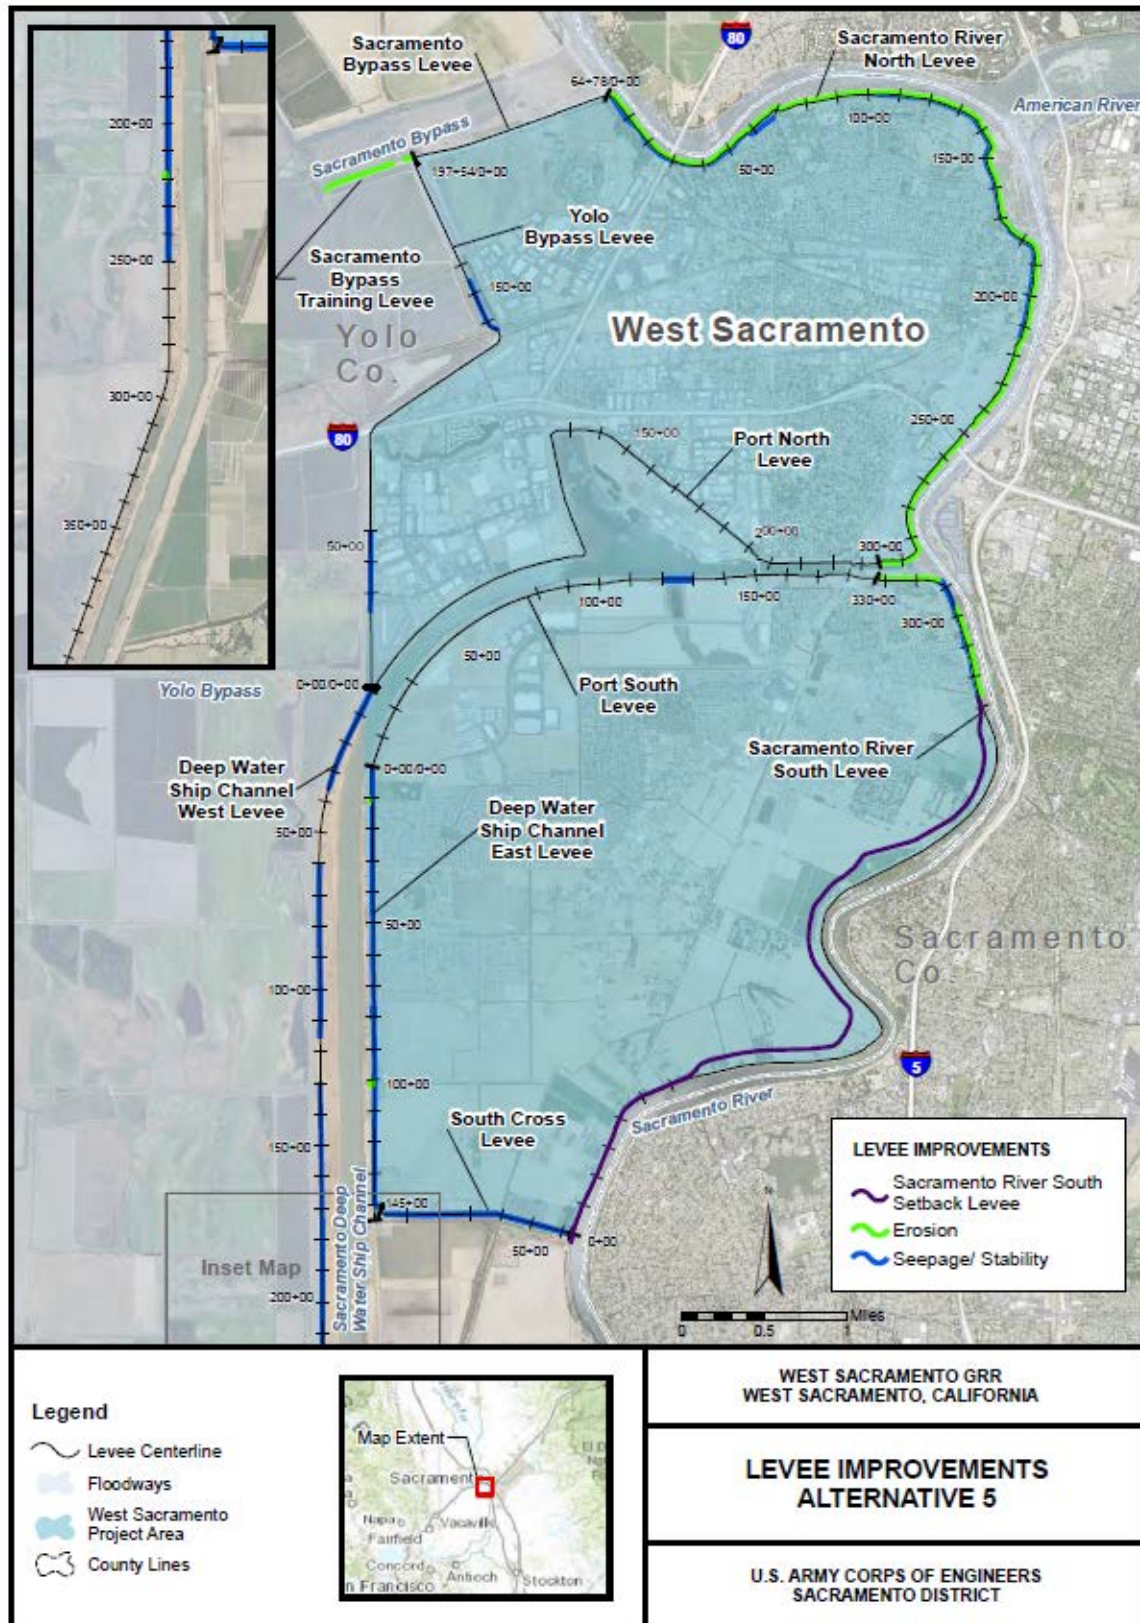 Sacramento
Bypass Levee
80
Sacramento River
North Levee
64+78/0+00
American River
100+00
Sacramento Bypass
150+00
50+00
197+54/0+00
Yolo
Bypass Levee
Sacramento
Bypass
Training Levee
150+00
200+00
Yolo
Co.
West Sacramento
200+00
250+00
300+00
350+00
80
250+00
150+00
Port North
Levee
200+00
50+00
300+00
100+00
150+00
330+00
300+00
50+00
0+00/0+00
Yolo Bypass
Port South
Levee
Sacramento River
South Levee
Deep Water
Ship Channel
West Levee
0+00/0+00
Deep Water
Ship Channel
East Levee
50+00
50+00
Sacramento
Co.
100+00
5
100+00
South Cross
Levee
Sacramento River
150+00
145+00
50+00
0+00
Sacramento Deep
Water Ship Channel
Inset Map
200+00
LEVEE IMPROVEMENTS
Sacramento River South
Setback Levee
Erosion
Seepage/ Stability
N
Miles
0 0.5 1
Legend
Levee Centerline
Floodways
West Sacramento
Project Area
County Lines
Map Extent
Sacrament
Napa
Vacaville
Fairfield
Concord
Antioch
Stockton
n Francisco
WEST SACRAMENTO GRR
WEST SACRAMENTO, CALIFORNIA
LEVEE IMPROVEMENTS
ALTERNATIVE 5
U.S. ARMY CORPS OF ENGINEERS
SACRAMENTO DISTRICT